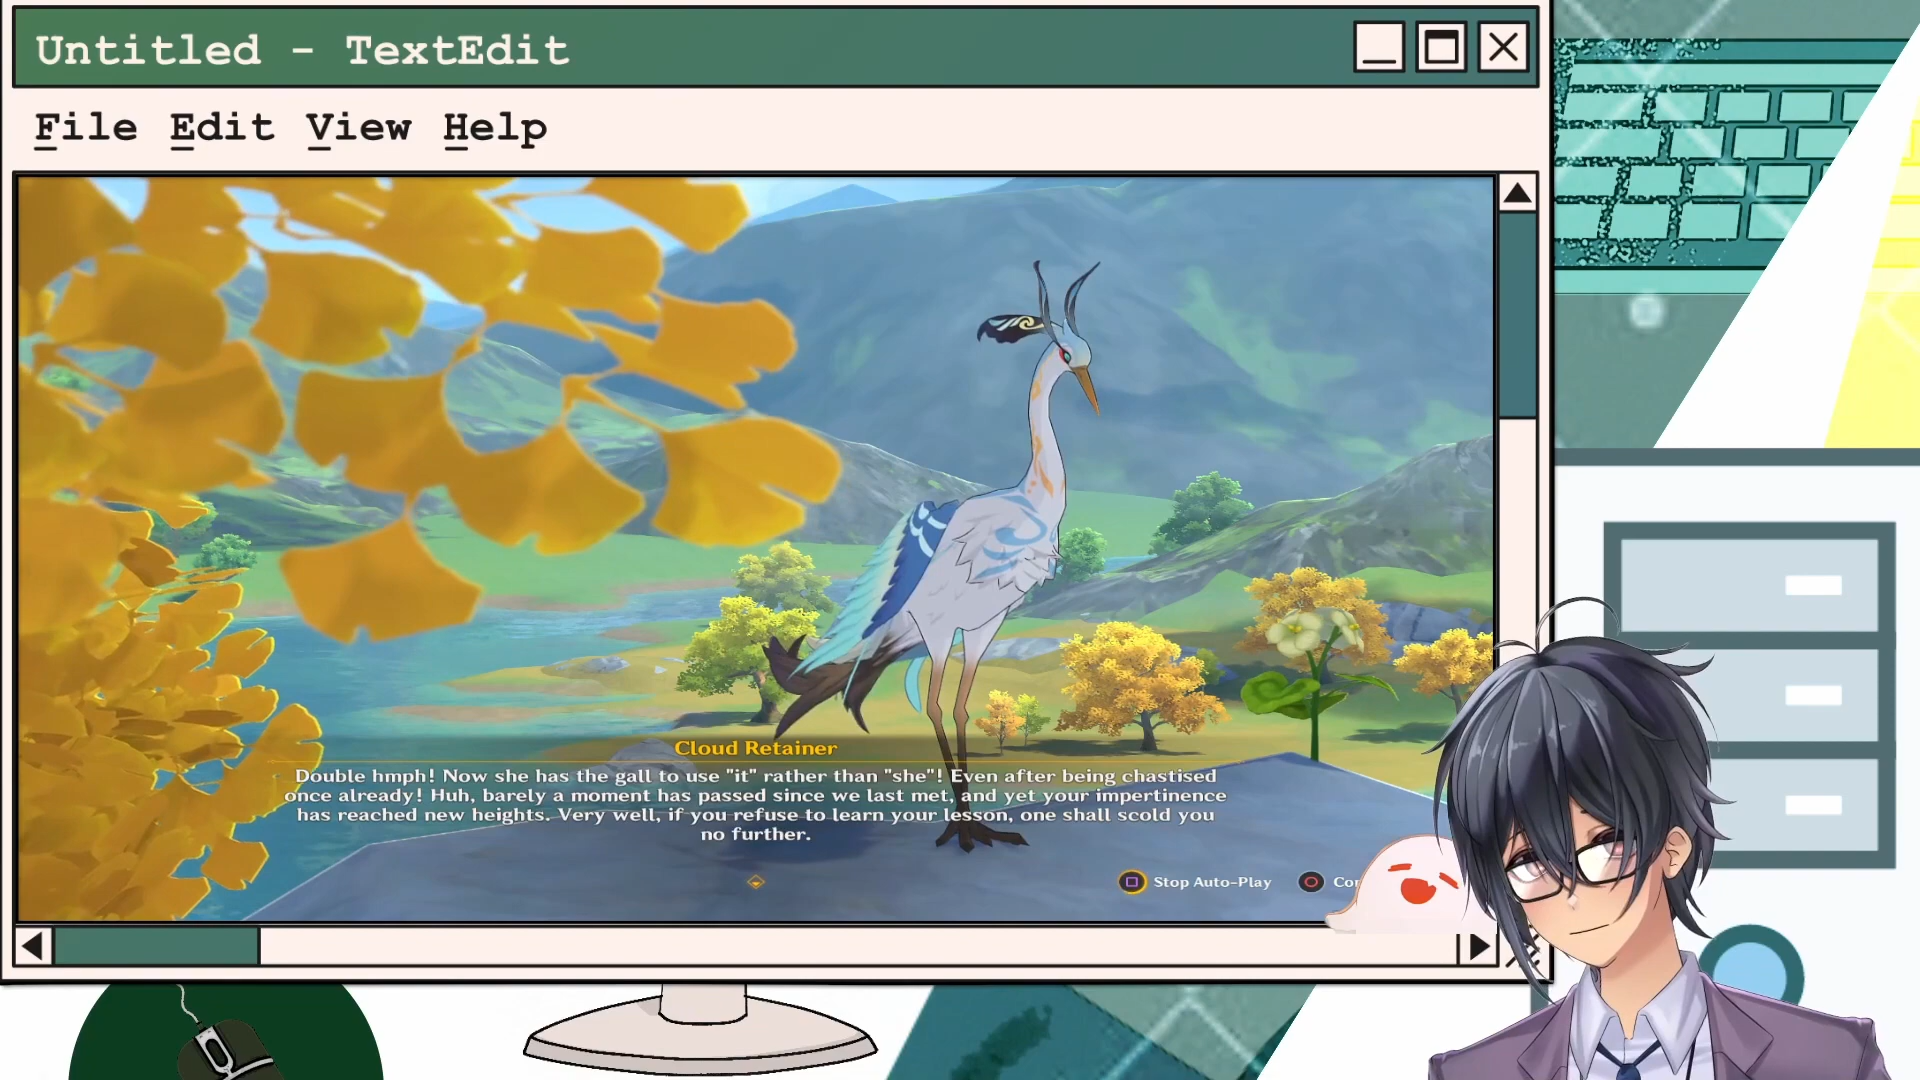 Untitled - TextEdit
File Edit View Help
Cloud Retainer
Double hmph! Now she has the gall to use "it" rather than "she"! Even after being chastised
once already! Huh, barely a moment has passed since we last met, and yet your impertinence
has reached new heights. Very well, if you refuse to learn your lesson, one shall scold you
no further.
Stop Auto-Play